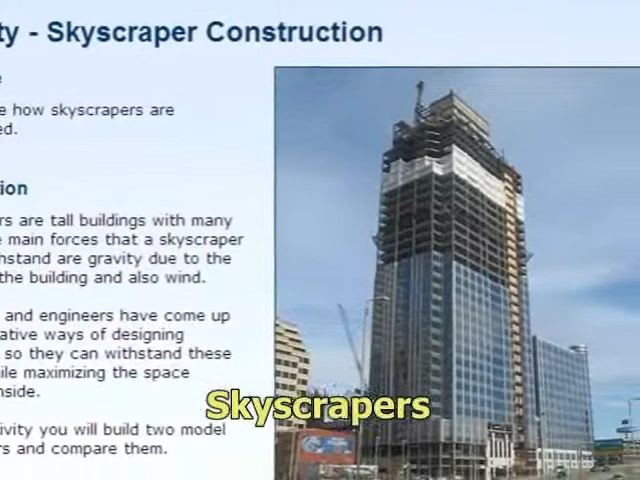 ty - Skyscraper Construction
e
e how skyscrapers are
ed.
ion
rs are tall buildings with many
e main forces that a skyscraper
hstand are gravity due to the
the building and also wind.
and engineers have come up
ative ways of designing
so they can withstand these
ile maximizing the space
nside.
Skyscrapers
ivity you will build two model
rs and compare them.